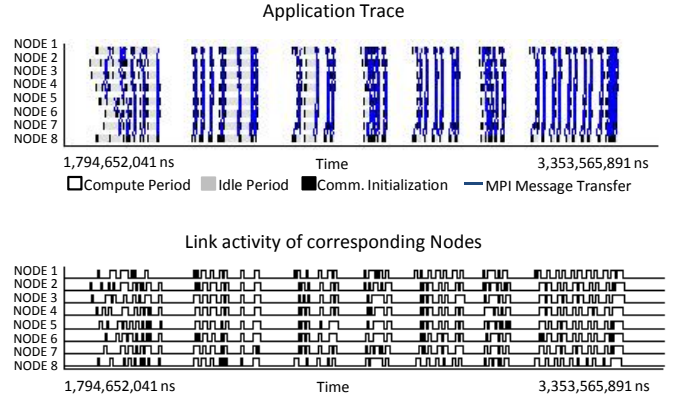 Application Trace
NODE 1
NODE 2
NODE 3
NODE 4
NODE 5
NODE 6
NODE 7
NODE 8
1,794,652,041 ns Time 3,353,565,891 ns
Compute Period Idle Period Comm. Initialization MPI Message Transfer
Link activity of corresponding Nodes
NODE 1
NODE 2
NODE 3
NODE 4
NODE 5
NODE 6
NODE 7
NODE 8
1,794,652,041 ns Time 3,353,565,891 ns